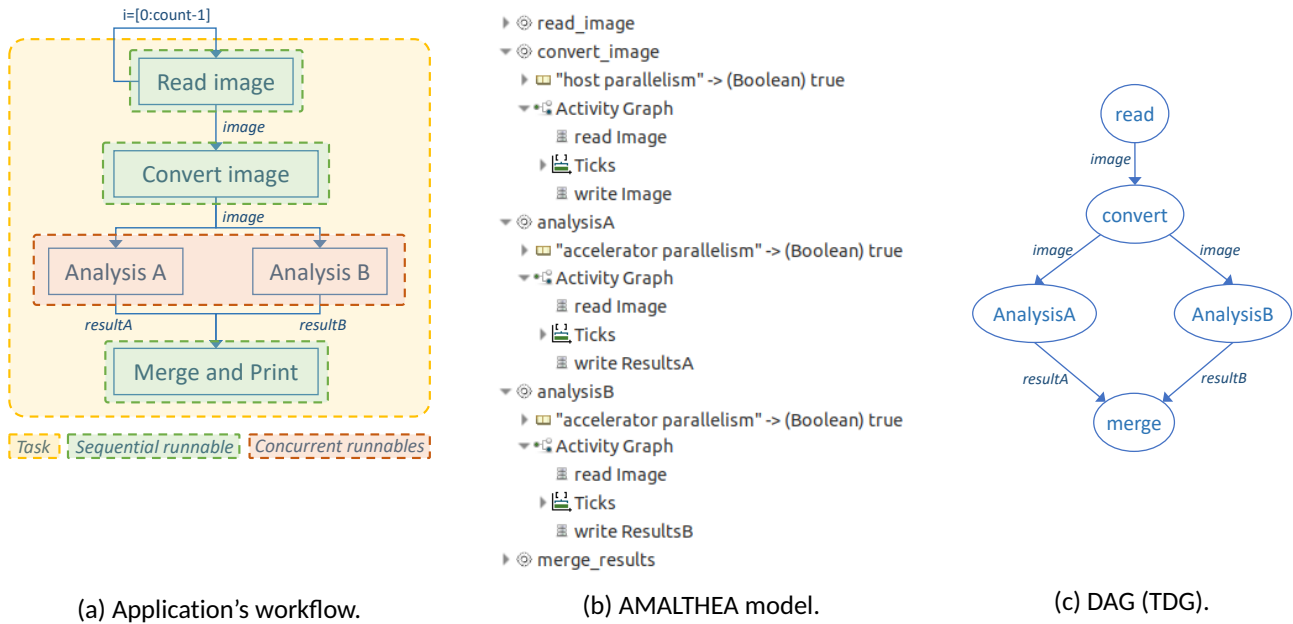 i=[0:count-1]
Read image
image
Convert image
image
Analysis A
Analysis B
resultA
resultB
Merge and Print
Task
Sequential runnable
Concurrent runnables
(a) Application's workflow.
read_image
convert_image
"host parallelism" -> (Boolean) true
Activity Graph
read Image
Ticks
write Image
analysisA
"accelerator parallelism" -> (Boolean) true
Activity Graph
read Image
Ticks
write ResultsA
analysisB
"accelerator parallelism" -> (Boolean) true
Activity Graph
read Image
Ticks
write ResultsB
merge_results
(b) AMALTHEA model.
read
image
convert
image
image
AnalysisA
AnalysisB
resultA
resultB
merge
(c) DAG (TDG).